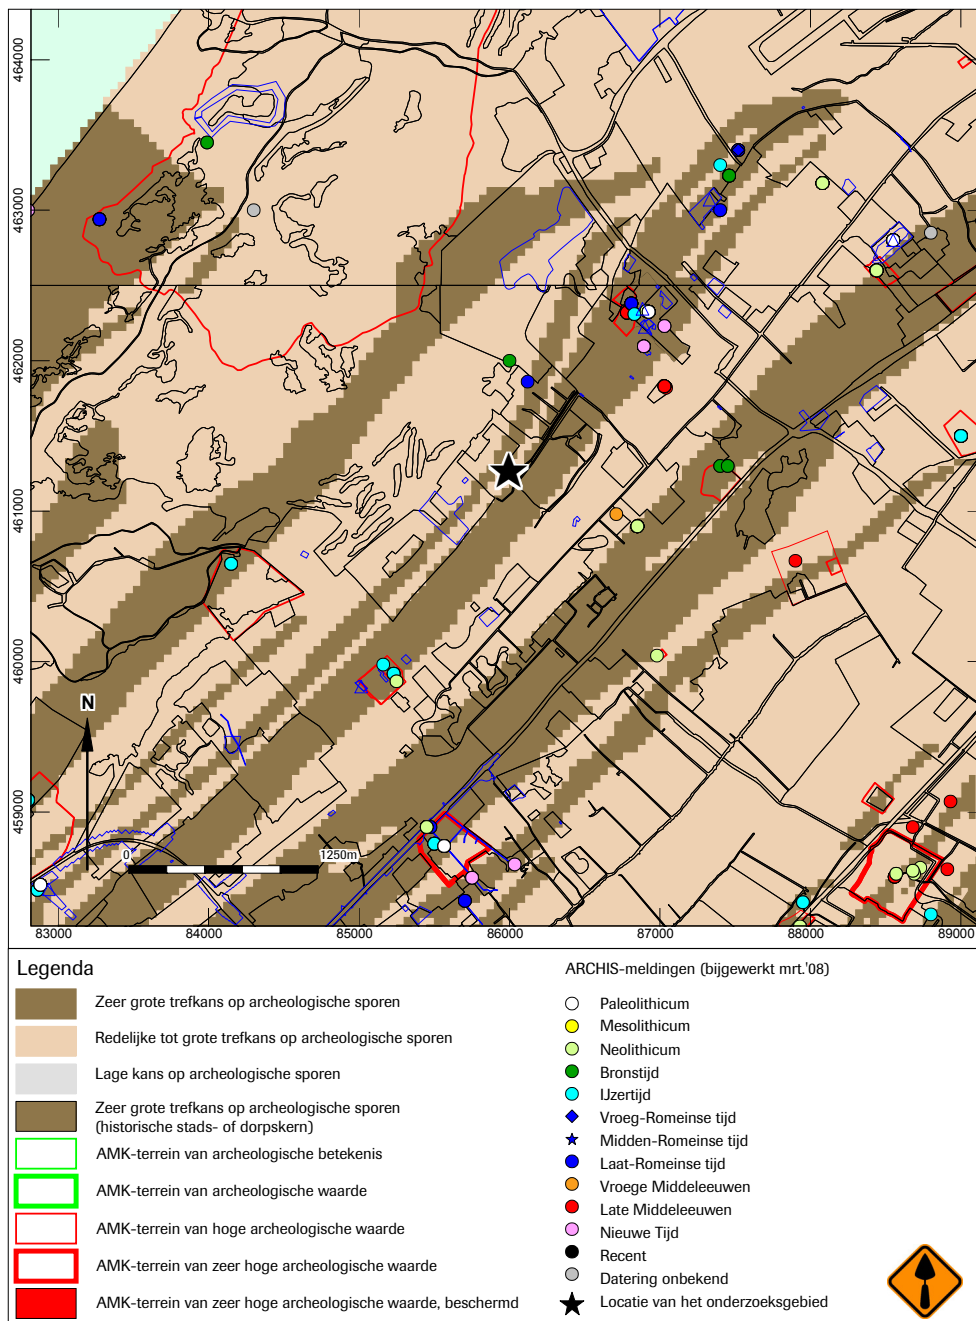 464000
463000
462000
461000
460000
459000
N
0
1250m
83000
84000
85000
86000
87000
88000
89000
Legenda
Zeer grote trefkans op archeologische sporen
Redelijke tot grote trefkans op archeologische sporen
Lage kans op archeologische sporen
Zeer grote trefkans op archeologische sporen
(historische stads- of dorpskern)
AMK-terrein van archeologische betekenis
AMK-terrein van archeologische waarde
AMK-terrein van hoge archeologische waarde
AMK-terrein van zeer hoge archeologische waarde
AMK-terrein van zeer hoge archeologische waarde, beschermd
ARCHIS-meldingen (bijgewerkt mrt.'08)
Paleolithicum
Mesolithicum
Neolithicum
Bronstijd
IJzertijd
Vroeg-Romeinse tijd
Midden-Romeinse tijd
Laat-Romeinse tijd
Vroege Middeleeuwen
Late Middeleeuwen
Nieuwe Tijd
Recent
Datering onbekend
Locatie van het onderzoeksgebied